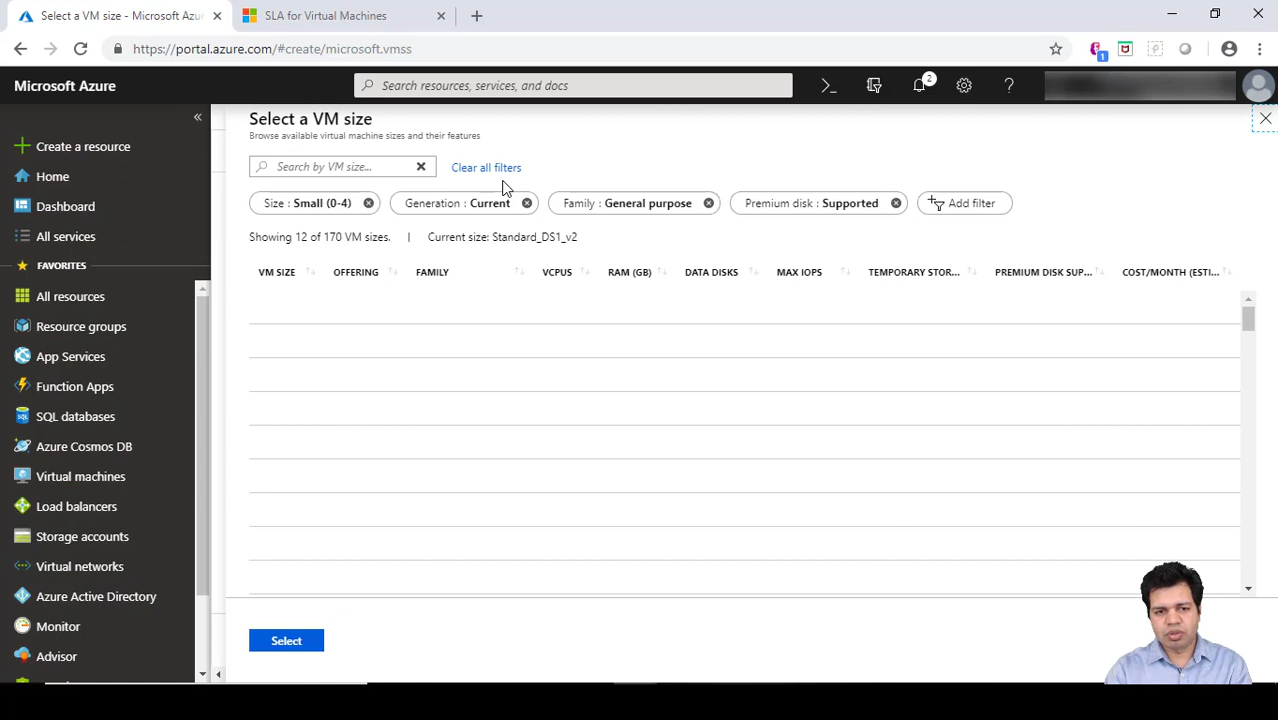 Select a VM size - Microsoft Azu
SLA for Virtual Machines
https://portal.azure.com/#create/microsoft.vmss
1
Microsoft Azure
Search resources, services, and docs
2
Create a resource
Home
Dashboard
All services
FAVORITES
All resources
Resource groups
App Services
Function Apps
SQL databases
Azure Cosmos DB
Virtual machines
Load balancers
Storage accounts
Virtual networks
Azure Active Directory
Monitor
Advisor
Select a VM size
Browse available virtual machine sizes and their features
Search by VM size...
Clear all filters
Size : Small (0-4)
Generation : Current
Family : General purpose
Premium disk : Supported
Add filter
Showing 12 of 170 VM sizes. | Current size: Standard_DS1_v2
VM SIZE OFFERING FAMILY VCPUS RAM (GB) DATA DISKS MAX IOPS TEMPORARY STOR... PREMIUM DISK SUP... COST/MONTH (ESTI...
Select